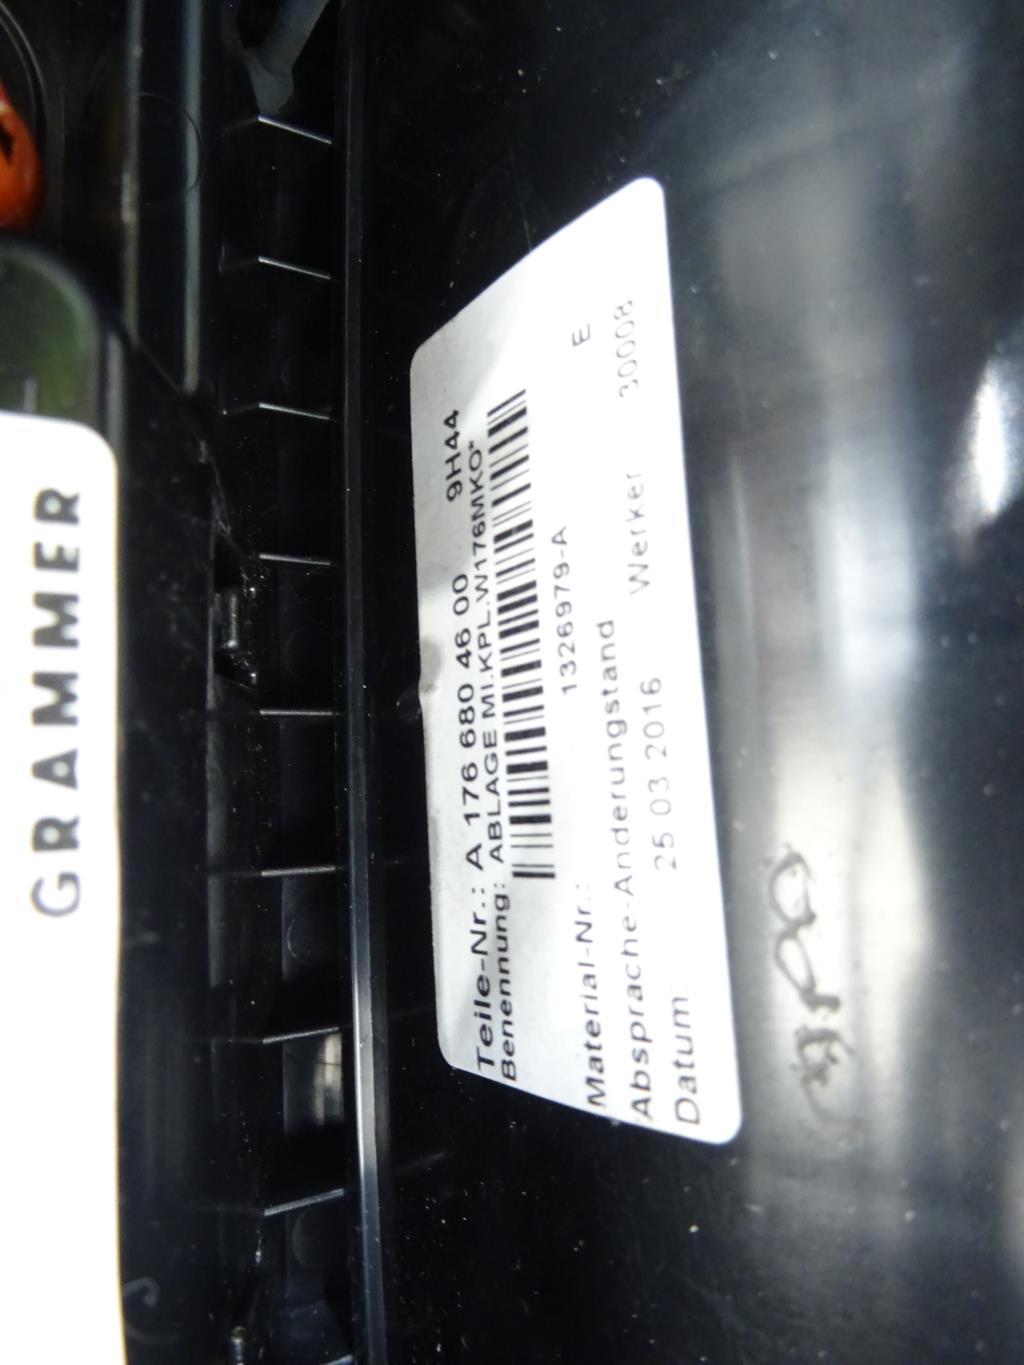 GRAMMER
Teile-Nr.: A 176 680 46 00 9H44
Benennung: ABLAGE MI.KPL.W176MKO*
Material-Nr.: 1326979-A E
Absprache-Anderungstand Werker 30008
Datum: 25 03 2016